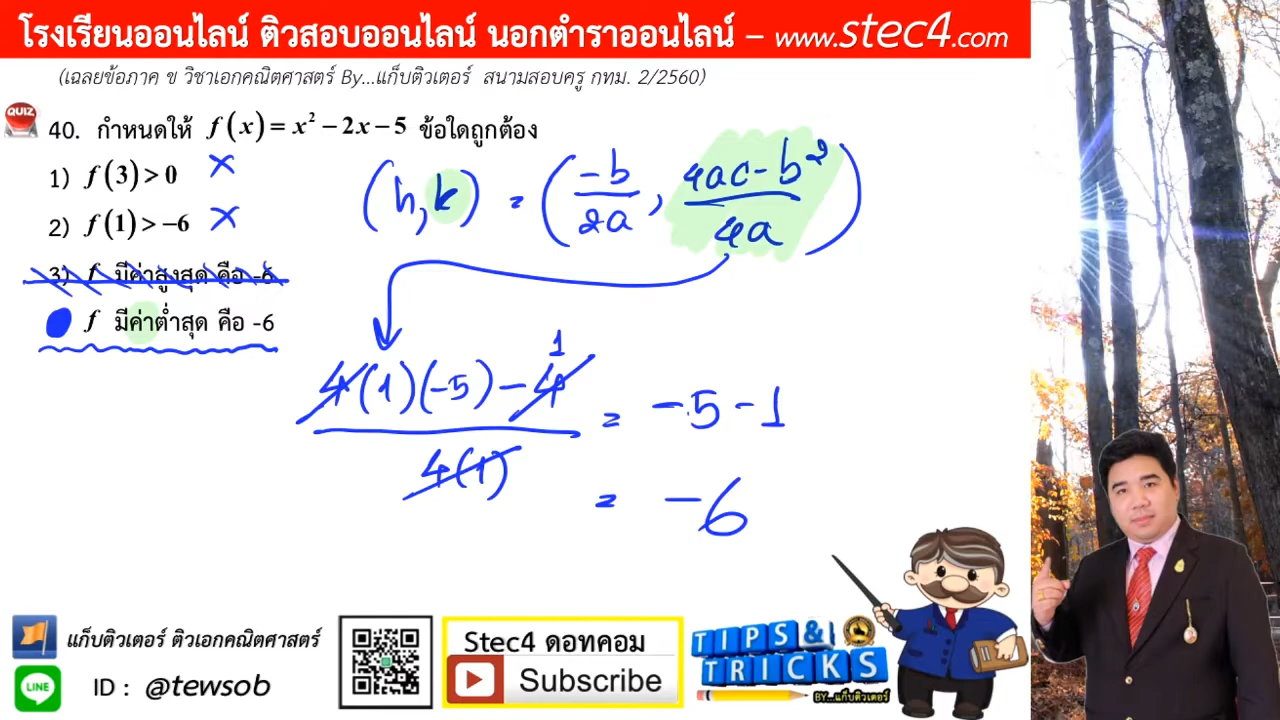 โรงเรียนออนไลน์ ติวสอบออนไลน์ นอกตำราออนไลน์ – www.stec4.com
(เฉลยข้อภาค ข วิชาเอกคณิตศาสตร์ By...แก็บติวเตอร์ สนามสอบครู กทม. 2/2560)
QUIZ
40. กำหนดให้ f(x) = x² − 2x − 5 ข้อใดถูกต้อง
1) f(3) > 0 ×
2) f(1) > −6 ×
3) f มีค่าสูงสุด คือ -6
f มีค่าต่ำสุด คือ -6
(h, k) = (-b/2a, 4ac-b²/4a)
4(1)(-5) - 4 1
4(1)
= -5-1
= -6
แก็บติวเตอร์ ติวเอกคณิตศาสตร์
LINE
ID : @tewsob
Stec4 ดอทคอม
Subscribe
TIPS &
TRICKS
BY...แก็บติวเตอร์